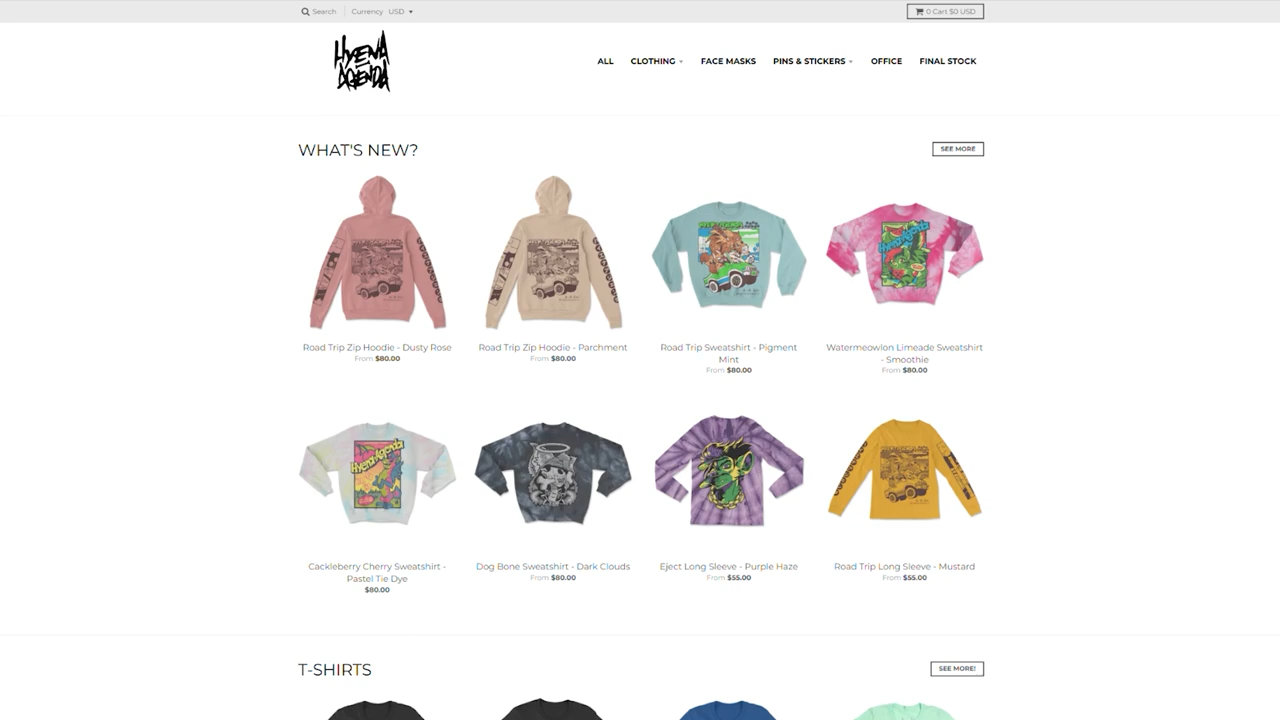 Search
Currency USD
0 Cart $0 USD
HYENA
AGENDA
ALL
CLOTHING
FACE MASKS
PINS & STICKERS
OFFICE
FINAL STOCK
WHAT'S NEW?
SEE MORE
Road Trip Zip Hoodie - Dusty Rose
From $80.00
Road Trip Zip Hoodie - Parchment
From $80.00
Road Trip Sweatshirt - Pigment
Mint
From $80.00
Watermeowlon Limeade Sweatshirt
- Smoothie
From $80.00
Cackleberry Cherry Sweatshirt -
Pastel Tie Dye
$80.00
Dog Bone Sweatshirt - Dark Clouds
From $80.00
Eject Long Sleeve - Purple Haze
From $55.00
Road Trip Long Sleeve - Mustard
From $55.00
T-SHIRTS
SEE MORE!